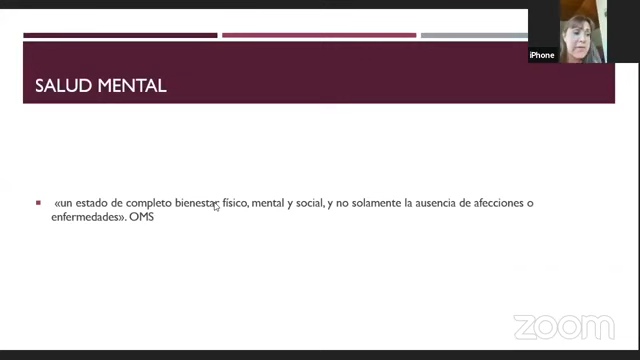 iPhone
SALUD MENTAL
«un estado de completo bienestar físico, mental y social, y no solamente la ausencia de afecciones o
enfermedades». OMS
zoom